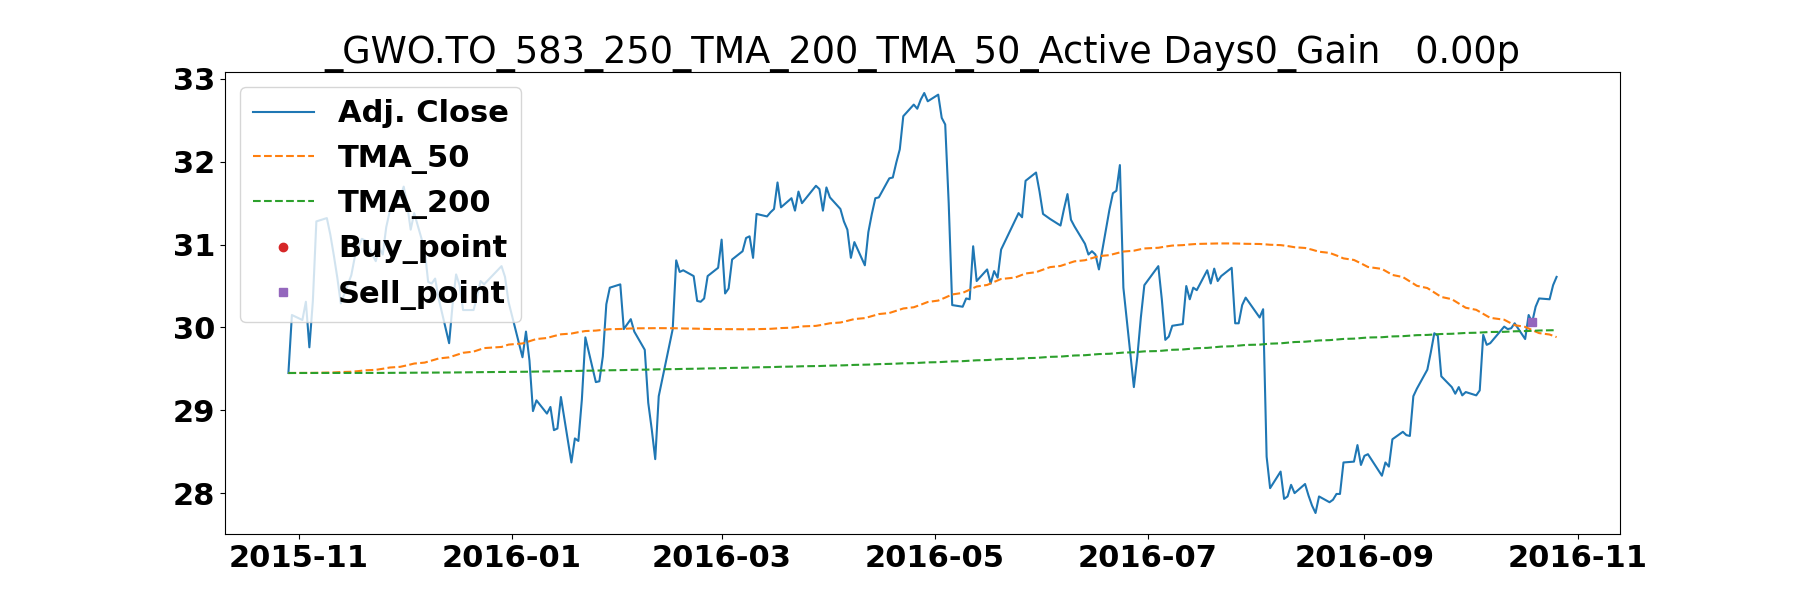 _GWO.TO_583_250_TMA_200_TMA_50_Active Days0_Gain   0.00p
33
32
31
30
29
28
Adj. Close
TMA_50
TMA_200
Buy_point
Sell_point
2015-11 2016-01 2016-03 2016-05 2016-07 2016-09 2016-11